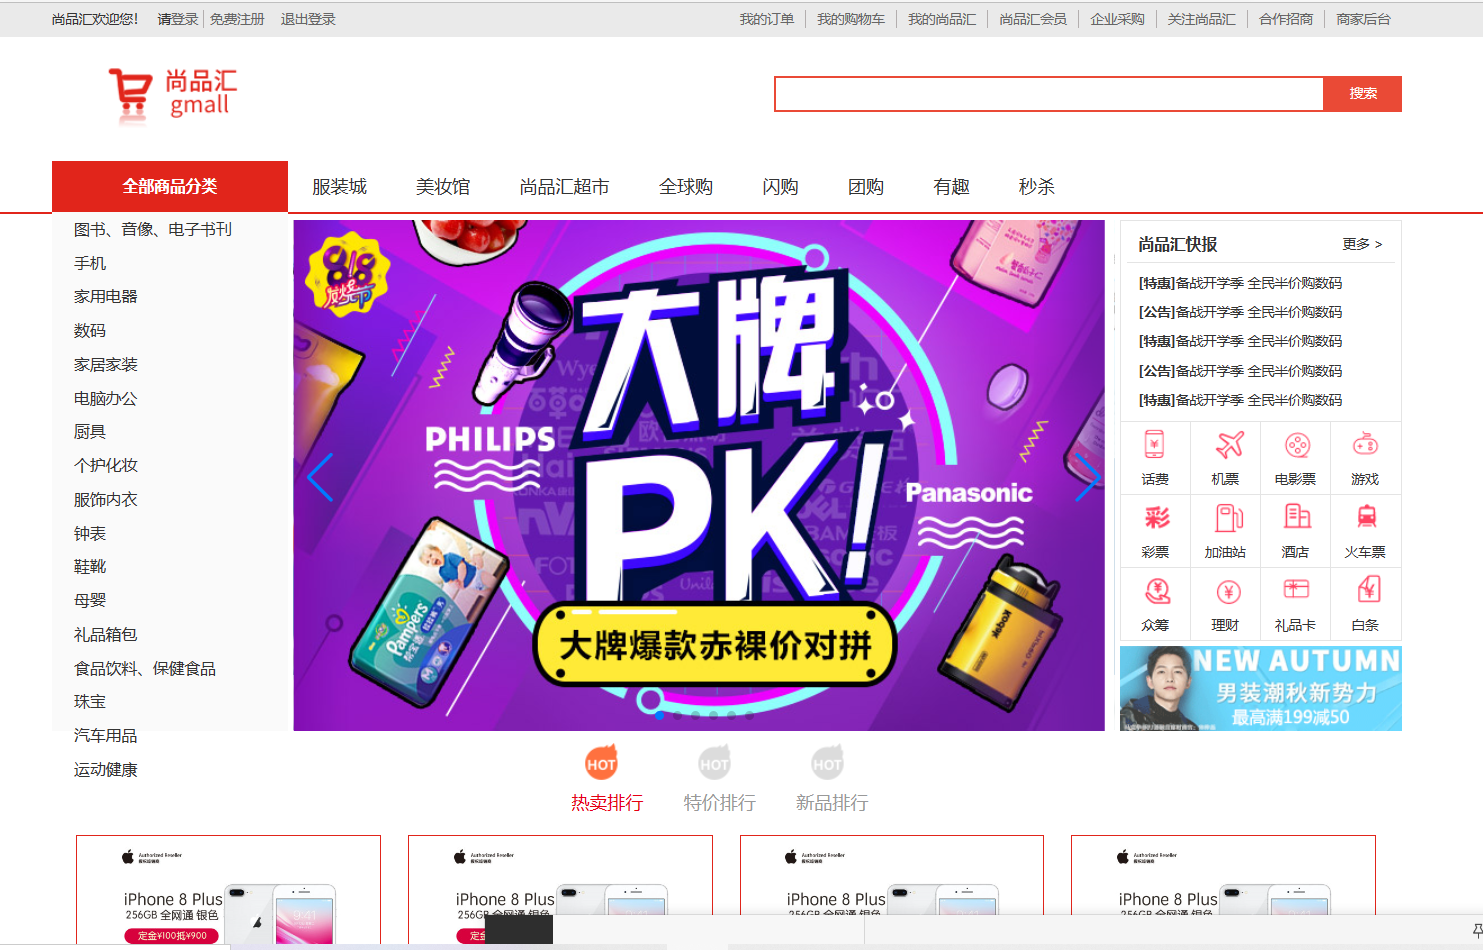 尚品汇欢迎您! 请登录 免费注册 退出登录 我的订单 我的购物车 我的尚品汇 尚品汇会员 企业采购 关注尚品汇 合作招商 商家后台
尚品汇
gmall
搜索
全部商品分类 服装城 美妆馆 尚品汇超市 全球购 闪购 团购 有趣 秒杀
图书、音像、电子书刊
手机
家用电器
数码
家居家装
电脑办公
厨具
个护化妆
服饰内衣
钟表
鞋靴
母婴
礼品箱包
食品饮料、保健食品
珠宝
汽车用品
运动健康
大牌
PK!
PHILIPS
Panasonic
Pampers
Kodak
大牌爆款赤裸价对拼
尚品汇快报 更多 >
[特惠]备战开学季 全民半价购数码
[公告]备战开学季 全民半价购数码
[特惠]备战开学季 全民半价购数码
[公告]备战开学季 全民半价购数码
[特惠]备战开学季 全民半价购数码
话费 机票 电影票 游戏
彩票 加油站 酒店 火车票
众筹 理财 礼品卡 白条
NEW AUTUMN
男装潮秋新势力
最高满199减50
HOT HOT HOT
热卖排行 特价排行 新品排行
Authorized Reseller Authorized Reseller Authorized Reseller Authorized Reseller
iPhone 8 Plus iPhone 8 Plus iPhone 8 Plus iPhone 8 Plus
256GB 全网通 银色 256GB 全网通 银色 256GB 全网通 银色 256GB 全网通 银色
定金¥100抵¥900 定金